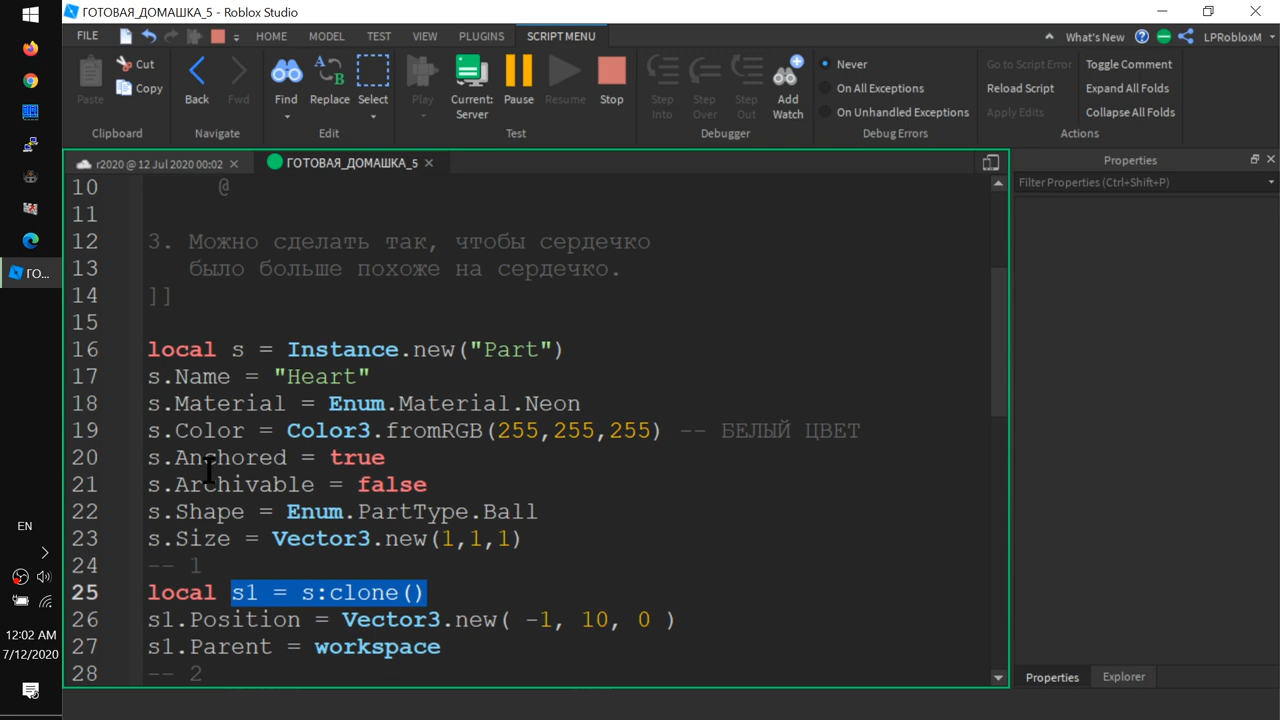 ГОТОВАЯ_ДОМАШКА_5 - Roblox Studio
FILE
HOME
MODEL
TEST
VIEW
PLUGINS
SCRIPT MENU
What's New
LPRobloxM
Paste
Cut
Copy
Clipboard
Back
Fwd
Navigate
Find
Replace
Select
Edit
Play
Current:
Server
Pause
Resume
Stop
Test
Step
Into
Step
Over
Step
Out
Add
Watch
Debugger
Never
On All Exceptions
On Unhandled Exceptions
Debug Errors
Go to Script Error
Reload Script
Apply Edits
Toggle Comment
Expand All Folds
Collapse All Folds
Actions
r2020 @ 12 Jul 2020 00:02
ГОТОВАЯ_ДОМАШКА_5
Properties
Filter Properties (Ctrl+Shift+P)
10 @
11
12 3. Можно сделать так, чтобы сердечко
13 было больше похоже на сердечко.
14 ]]
15
16 local s = Instance.new("Part")
17 s.Name = "Heart"
18 s.Material = Enum.Material.Neon
19 s.Color = Color3.fromRGB(255,255,255) -- БЕЛЫЙ ЦВЕТ
20 s.Anchored = true
21 s.Archivable = false
22 s.Shape = Enum.PartType.Ball
23 s.Size = Vector3.new(1,1,1)
24 -- 1
25 local s1 = s:clone()
26 s1.Position = Vector3.new( -1, 10, 0 )
27 s1.Parent = workspace
28 -- 2
Properties
Explorer
ГО...
EN
12:02 AM
7/12/2020